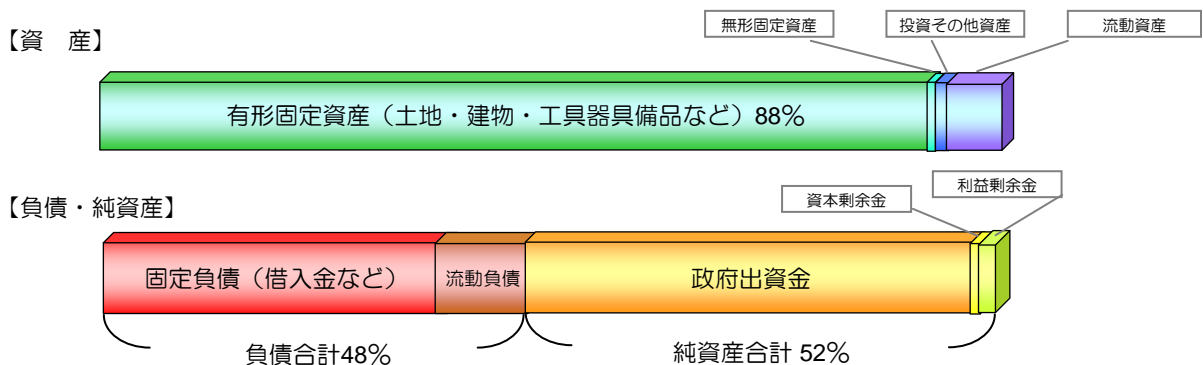 無形固定資産
投資その他資産
流動資産
【資　産】
有形固定資産（土地・建物・工具器具備品など）88%
利益剰余金
資本剰余金
【負債・純資産】
固定負債（借入金など）
流動負債
政府出資金
負債合計48%
純資産合計 52%